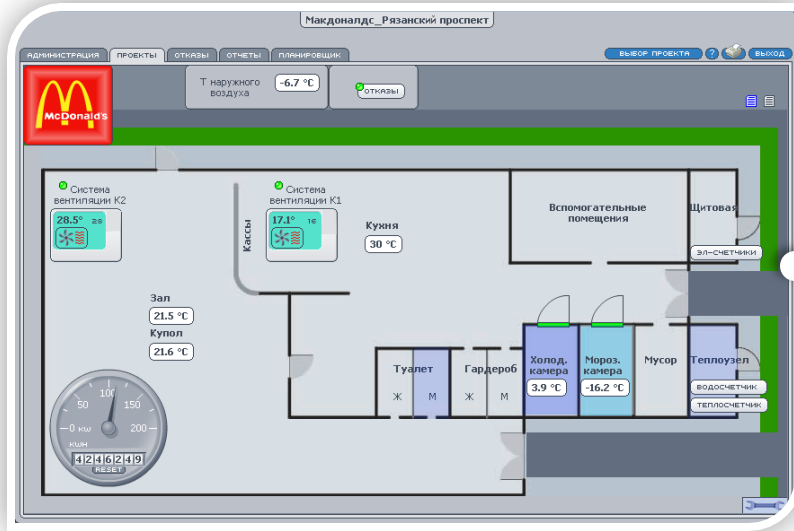 Макдоналдс_Рязанский проспект
АДМИНИСТРАЦИЯ ПРОЕКТЫ ОТКАЗЫ ОТЧЕТЫ ПЛАНИРОВЩИК ВЫБОР ПРОЕКТА ? ВЫХОД
McDonald's
Т наружного
воздуха
-6.7 °C
ОТКАЗЫ
Система
вентиляции К2
28.5° 28
Система
вентиляции К1
17.1° 16
Кассы
Кухня
30 °C
Вспомогательные
помещения
Щитовая
ЭЛ-СЧЕТЧИКИ
Зал
21.5 °C
Купол
21.6 °C
Туалет
Ж М
Гардероб
Ж М
Холод.
камера
3.9 °C
Мороз.
камера
-16.2 °C
Мусор
Теплоузел
ВОДОСЧЕТЧИК
ТЕПЛОСЧЕТЧИК
100
50 150
0 кw 200
кwн
4246249
RESET